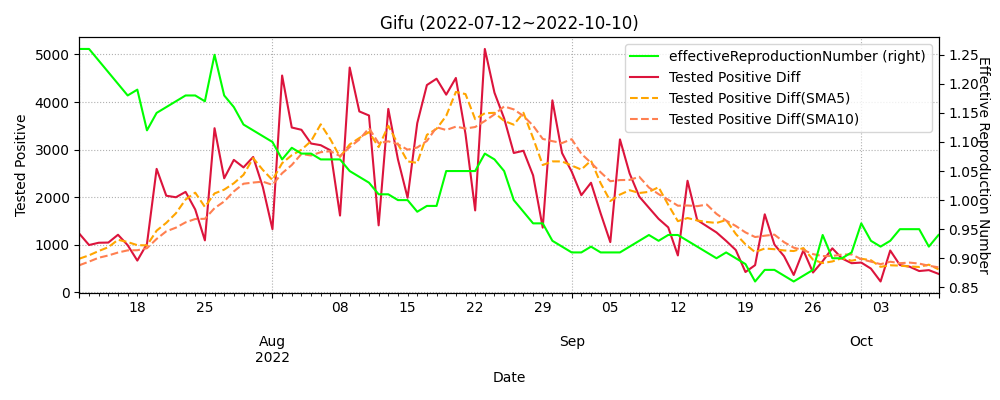 Gifu (2022-07-12~2022-10-10)
effectiveReproductionNumber (right)
Tested Positive Diff
Tested Positive Diff(SMA5)
Tested Positive Diff(SMA10)
Tested Positive
5000
4000
3000
2000
1000
0
Effective Reproduction Number
1.25
1.20
1.15
1.10
1.05
1.00
0.95
0.90
0.85
18 25 08 15 22 29 05 12 19 26 03
Aug Sep Oct
2022
Date